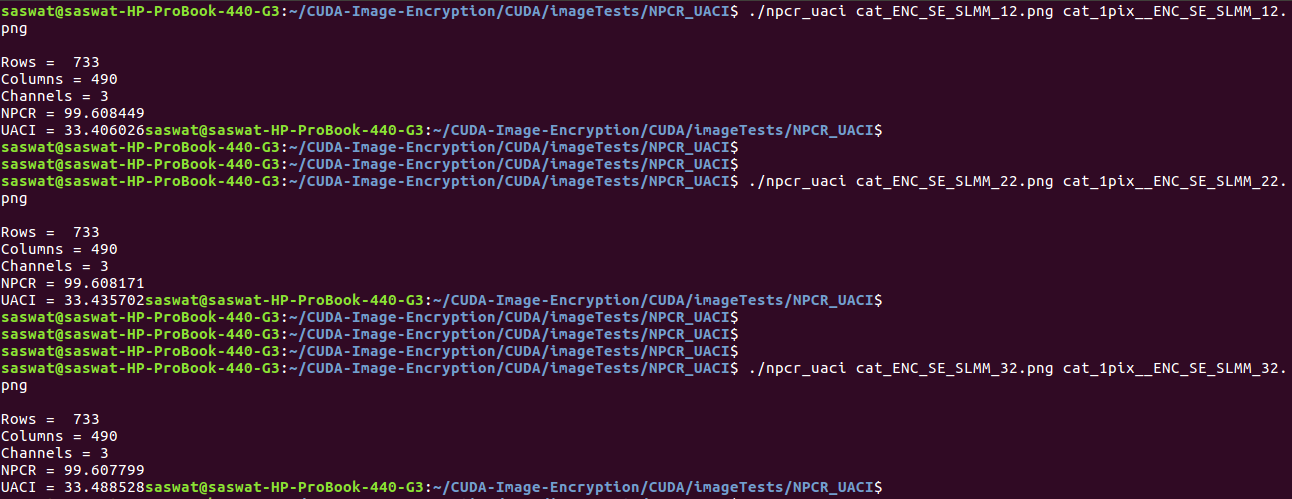 saswat@saswat-HP-ProBook-440-G3:~/CUDA-Image-Encryption/CUDA/imageTests/NPCR_UACI$ ./npcr_uaci cat_ENC_SE_SLMM_12.png cat_1pix__ENC_SE_SLMM_12.
png
Rows =  733
Columns = 490
Channels = 3
NPCR = 99.608449
UACI = 33.406026saswat@saswat-HP-ProBook-440-G3:~/CUDA-Image-Encryption/CUDA/imageTests/NPCR_UACI$
saswat@saswat-HP-ProBook-440-G3:~/CUDA-Image-Encryption/CUDA/imageTests/NPCR_UACI$
saswat@saswat-HP-ProBook-440-G3:~/CUDA-Image-Encryption/CUDA/imageTests/NPCR_UACI$
saswat@saswat-HP-ProBook-440-G3:~/CUDA-Image-Encryption/CUDA/imageTests/NPCR_UACI$ ./npcr_uaci cat_ENC_SE_SLMM_22.png cat_1pix__ENC_SE_SLMM_22.
png
Rows =  733
Columns = 490
Channels = 3
NPCR = 99.608171
UACI = 33.435702saswat@saswat-HP-ProBook-440-G3:~/CUDA-Image-Encryption/CUDA/imageTests/NPCR_UACI$
saswat@saswat-HP-ProBook-440-G3:~/CUDA-Image-Encryption/CUDA/imageTests/NPCR_UACI$
saswat@saswat-HP-ProBook-440-G3:~/CUDA-Image-Encryption/CUDA/imageTests/NPCR_UACI$
saswat@saswat-HP-ProBook-440-G3:~/CUDA-Image-Encryption/CUDA/imageTests/NPCR_UACI$
saswat@saswat-HP-ProBook-440-G3:~/CUDA-Image-Encryption/CUDA/imageTests/NPCR_UACI$ ./npcr_uaci cat_ENC_SE_SLMM_32.png cat_1pix__ENC_SE_SLMM_32.
png
Rows =  733
Columns = 490
Channels = 3
NPCR = 99.607799
UACI = 33.488528saswat@saswat-HP-ProBook-440-G3:~/CUDA-Image-Encryption/CUDA/imageTests/NPCR_UACI$